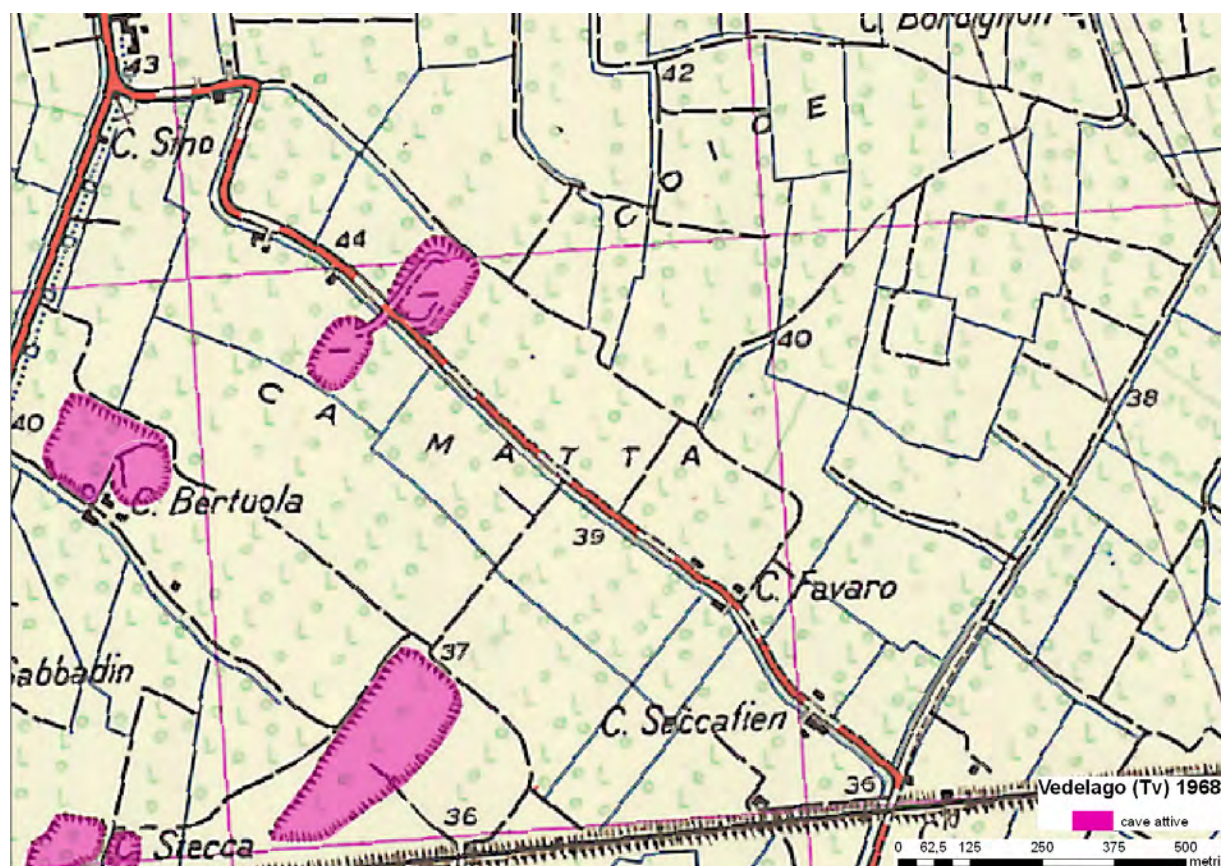 C. Bordignon
43
42
C. Smo
E
I
O
C
C
44
40
38
C A M A T T A
40
C. Bertuola
39
C. Favaro
37
Sabbadin
C. Seccafien
36
36
C. Stecca
Vedelago (Tv) 1968
cave attive
0 62,5 125 250 375 500
metri